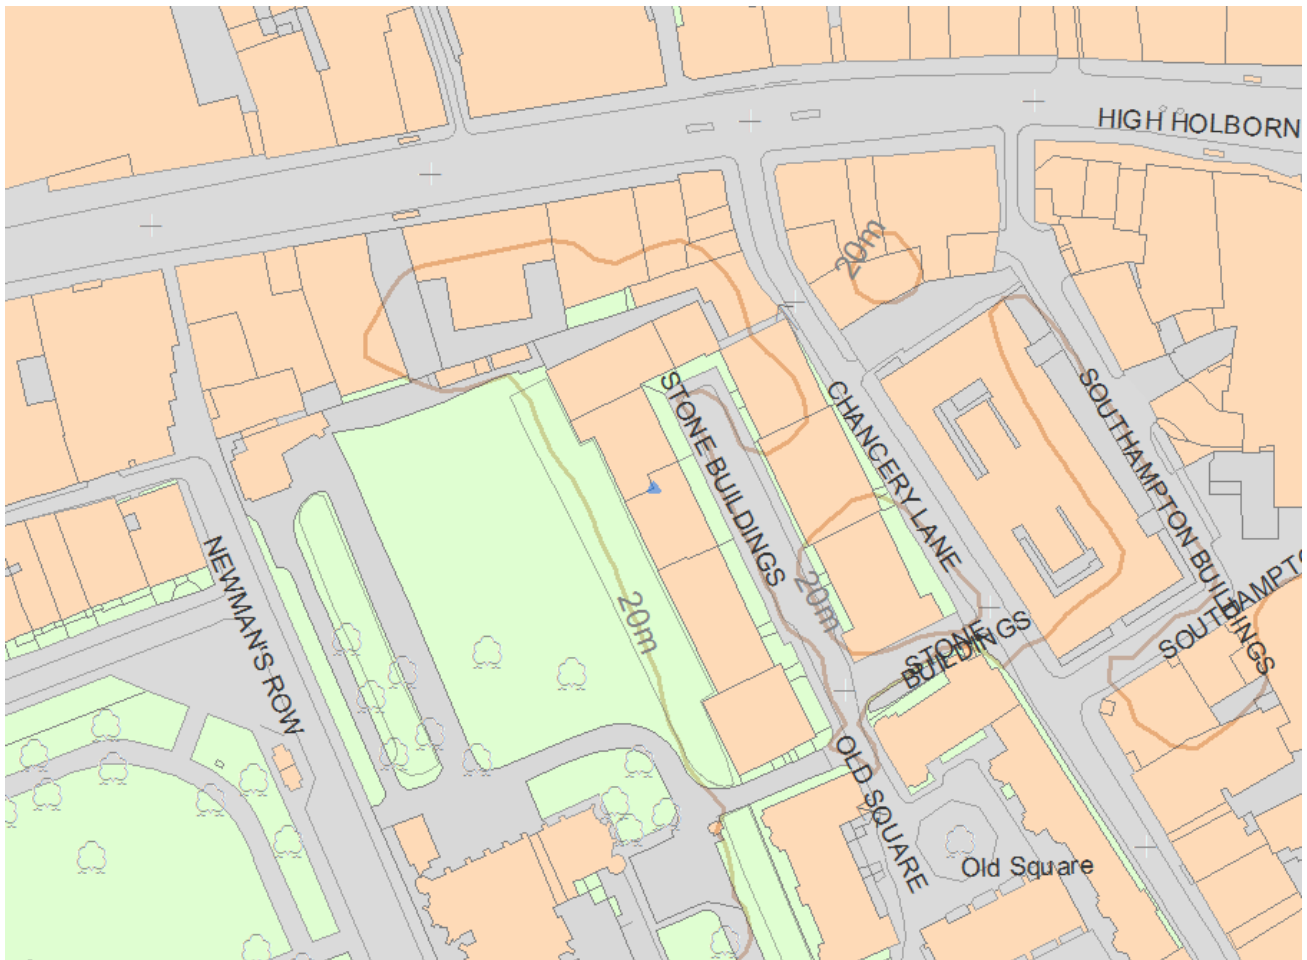 HIGH HOLBORN
20m
STONE BUILDINGS
CHANCERY LANE
SOUTHAMPTON BUILDINGS
NEWMAN'S ROW
20m
20m
STONE
BUILDINGS
OLD SQUARE
Old Square